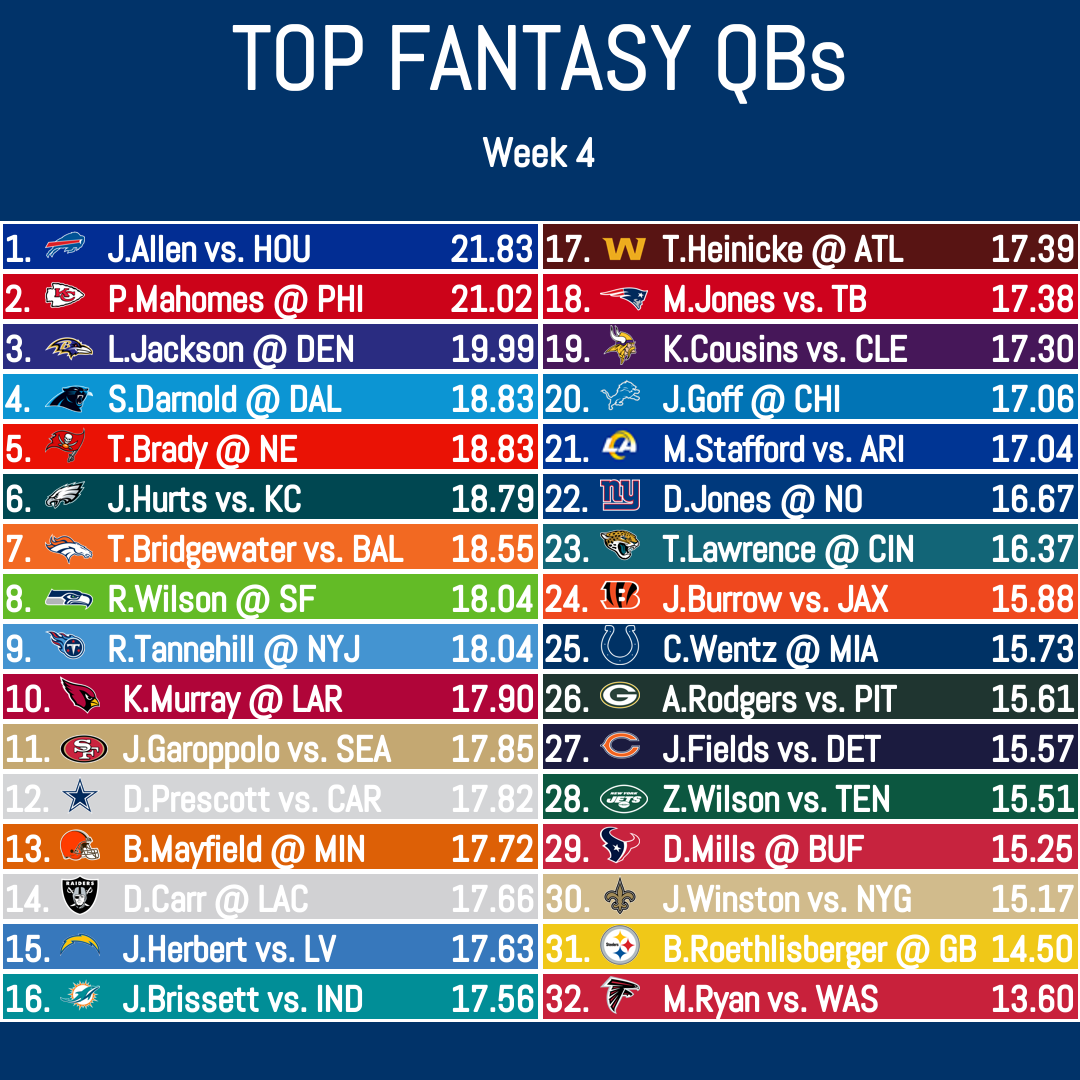 TOP FANTASY QBs
Week 4
1. J.Allen vs. HOU 21.83
2. P.Mahomes @ PHI 21.02
3. L.Jackson @ DEN 19.99
4. S.Darnold @ DAL 18.83
5. T.Brady @ NE 18.83
6. J.Hurts vs. KC 18.79
7. T.Bridgewater vs. BAL 18.55
8. R.Wilson @ SF 18.04
9. R.Tannehill @ NYJ 18.04
10. K.Murray @ LAR 17.90
11. SF J.Garoppolo vs. SEA 17.85
12. D.Prescott vs. CAR 17.82
13. B.Mayfield @ MIN 17.72
14. RAIDERS D.Carr @ LAC 17.66
15. J.Herbert vs. LV 17.63
16. J.Brissett vs. IND 17.56
17. W T.Heinicke @ ATL 17.39
18. M.Jones vs. TB 17.38
19. K.Cousins vs. CLE 17.30
20. J.Goff @ CHI 17.06
21. LA M.Stafford vs. ARI 17.04
22. ny D.Jones @ NO 16.67
23. T.Lawrence @ CIN 16.37
24. J.Burrow vs. JAX 15.88
25. C.Wentz @ MIA 15.73
26. G A.Rodgers vs. PIT 15.61
27. C J.Fields vs. DET 15.57
28. NEW YORK JETS Z.Wilson vs. TEN 15.51
29. D.Mills @ BUF 15.25
30. J.Winston vs. NYG 15.17
31. Steelers B.Roethlisberger @ GB 14.50
32. M.Ryan vs. WAS 13.60